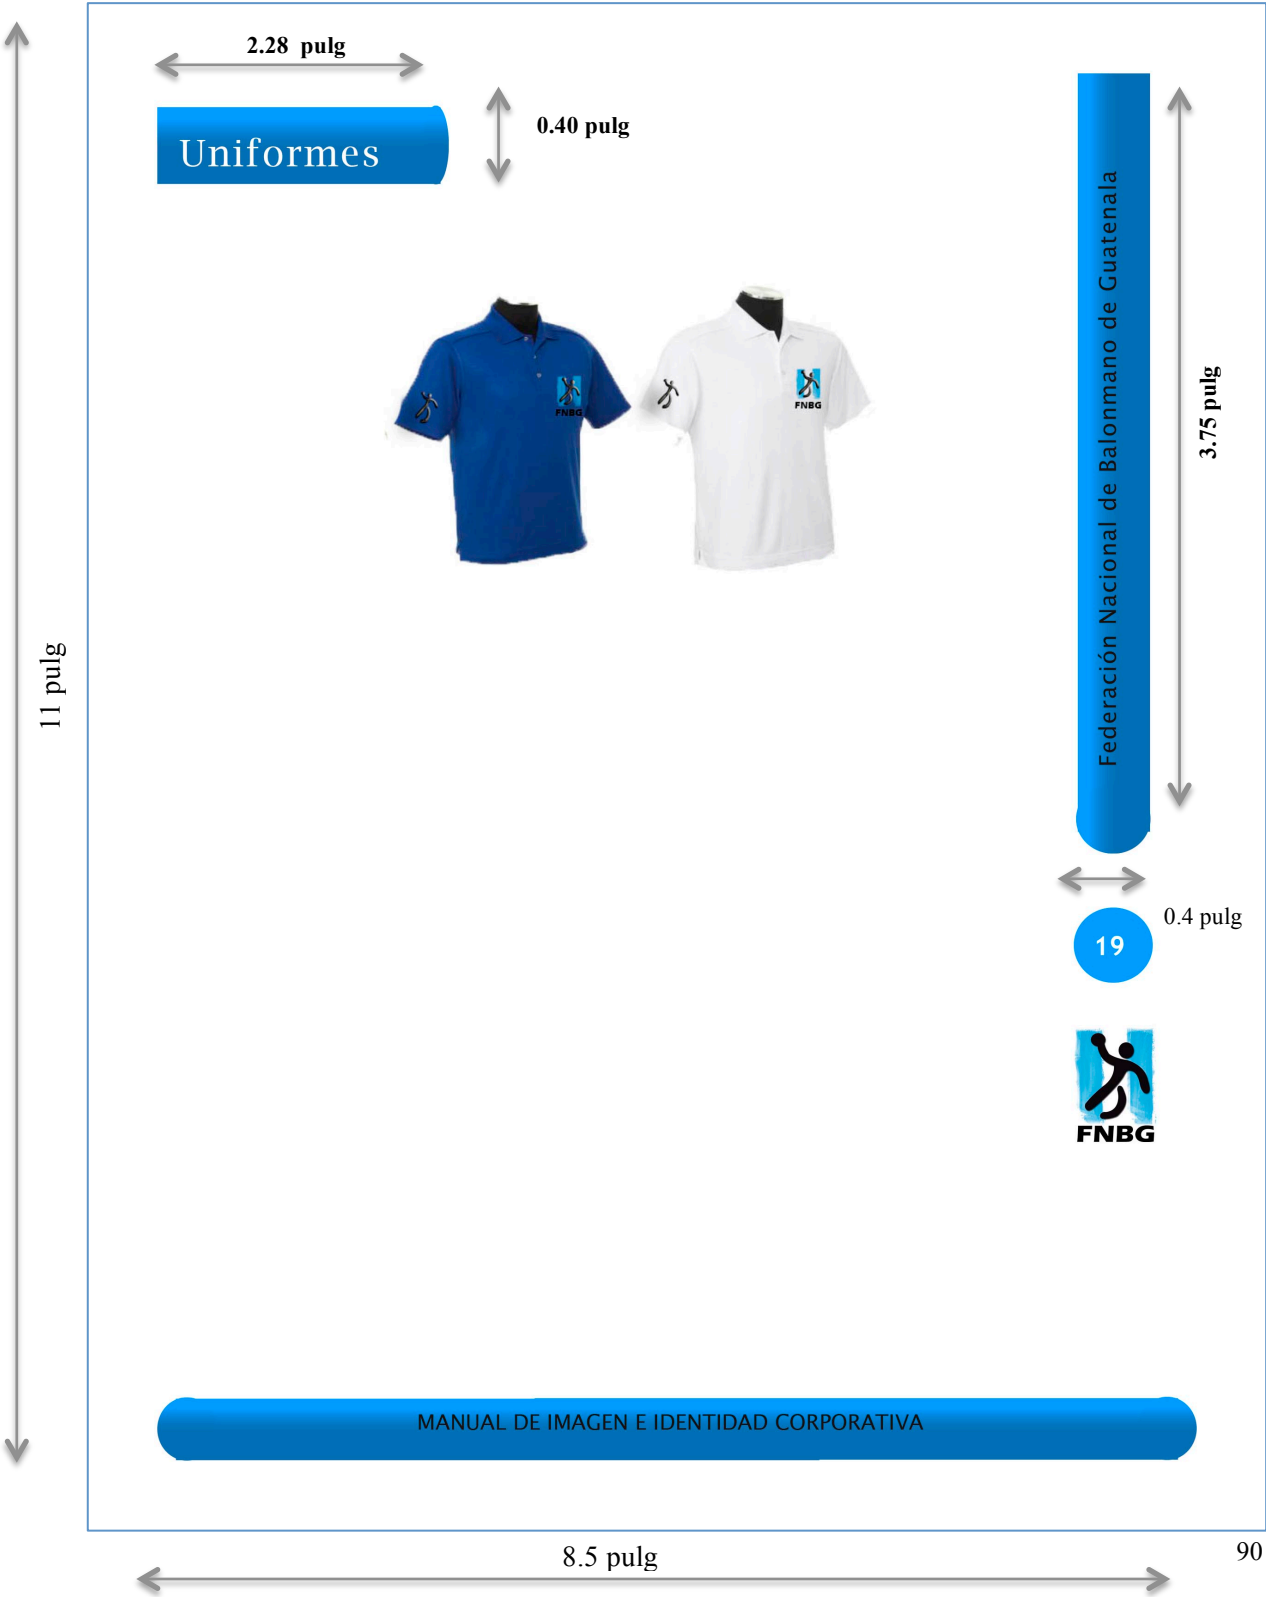 2.28 pulg
0.40 pulg
Uniformes
Federación Nacional de Balonmano de Guatenala
3.75 pulg
FNBG
FNBG
11 pulg
0.4 pulg
19
FNBG
MANUAL DE IMAGEN E IDENTIDAD CORPORATIVA
8.5 pulg
90